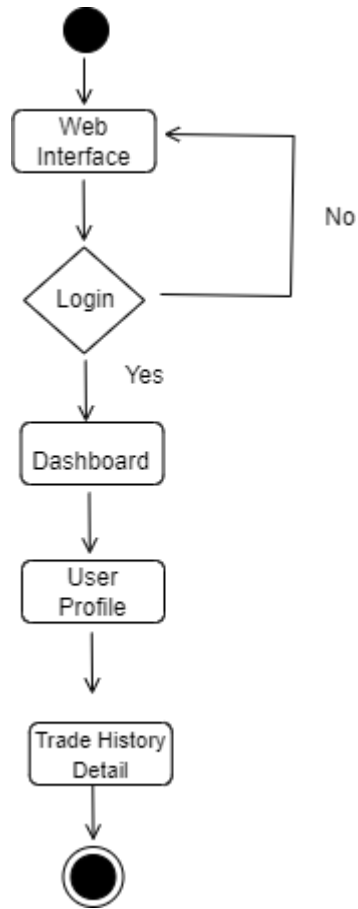 Web
Interface
No
Login
Yes
Dashboard
User
Profile
Trade History
Detail